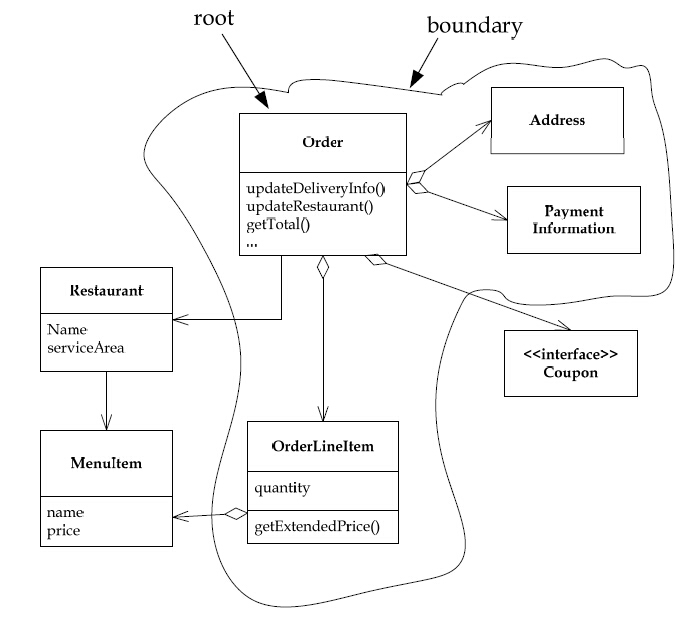 root
boundary
Order
updateDeliveryInfo()
updateRestaurant()
getTotal()
...
Address
Payment
Information
Restaurant
Name
serviceArea
<<interface>>
Coupon
MenuItem
name
price
OrderLineItem
quantity
getExtendedPrice()